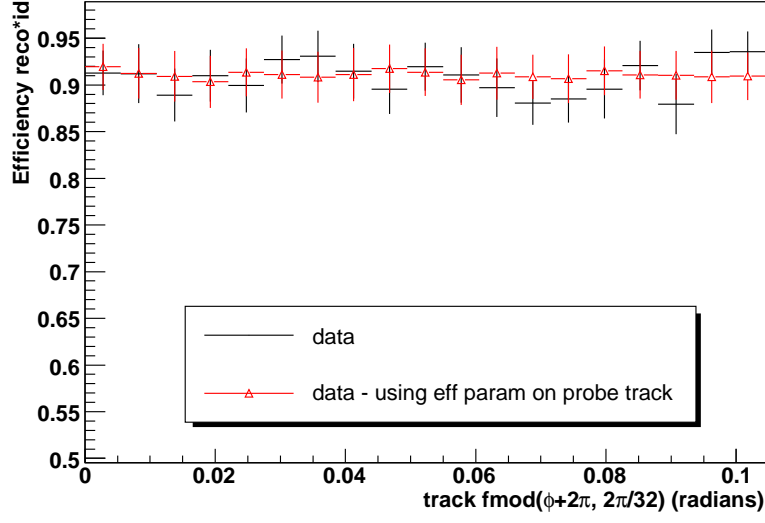 Efficiency reco*id
0.95
0.9
0.85
0.8
0.75
0.7
0.65
0.6
0.55
0.5
data
data - using eff param on probe track
0 0.02 0.04 0.06 0.08 0.1
track fmod(ϕ+2π, 2π/32) (radians)